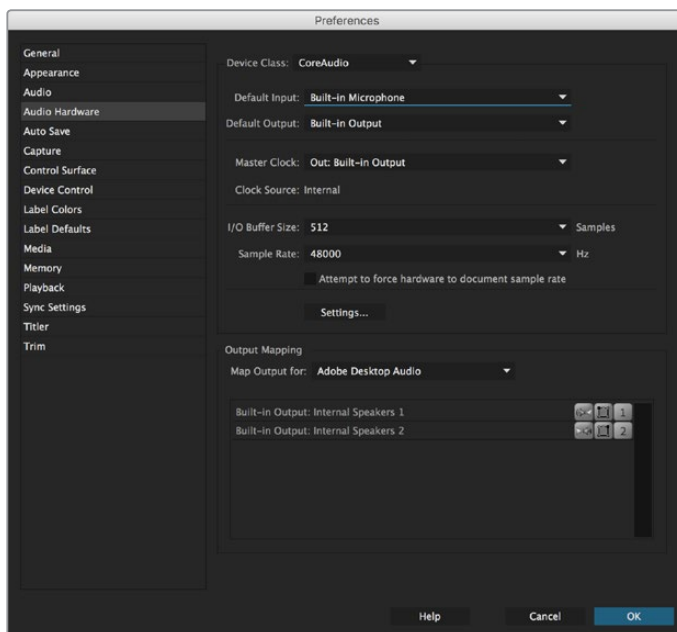 Preferences
General
Appearance
Audio
Audio Hardware
Auto Save
Capture
Control Surface
Device Control
Label Colors
Label Defaults
Media
Memory
Playback
Sync Settings
Titler
Trim
Device Class: CoreAudio
Default Input: Built-in Microphone
Default Output: Built-in Output
Master Clock: Out: Built-in Output
Clock Source: Internal
I/O Buffer Size: 512 Samples
Sample Rate: 48000 Hz
Attempt to force hardware to document sample rate
Settings...
Output Mapping
Map Output for: Adobe Desktop Audio
Built-in Output: Internal Speakers 1 1
Built-in Output: Internal Speakers 2 2
Help Cancel OK